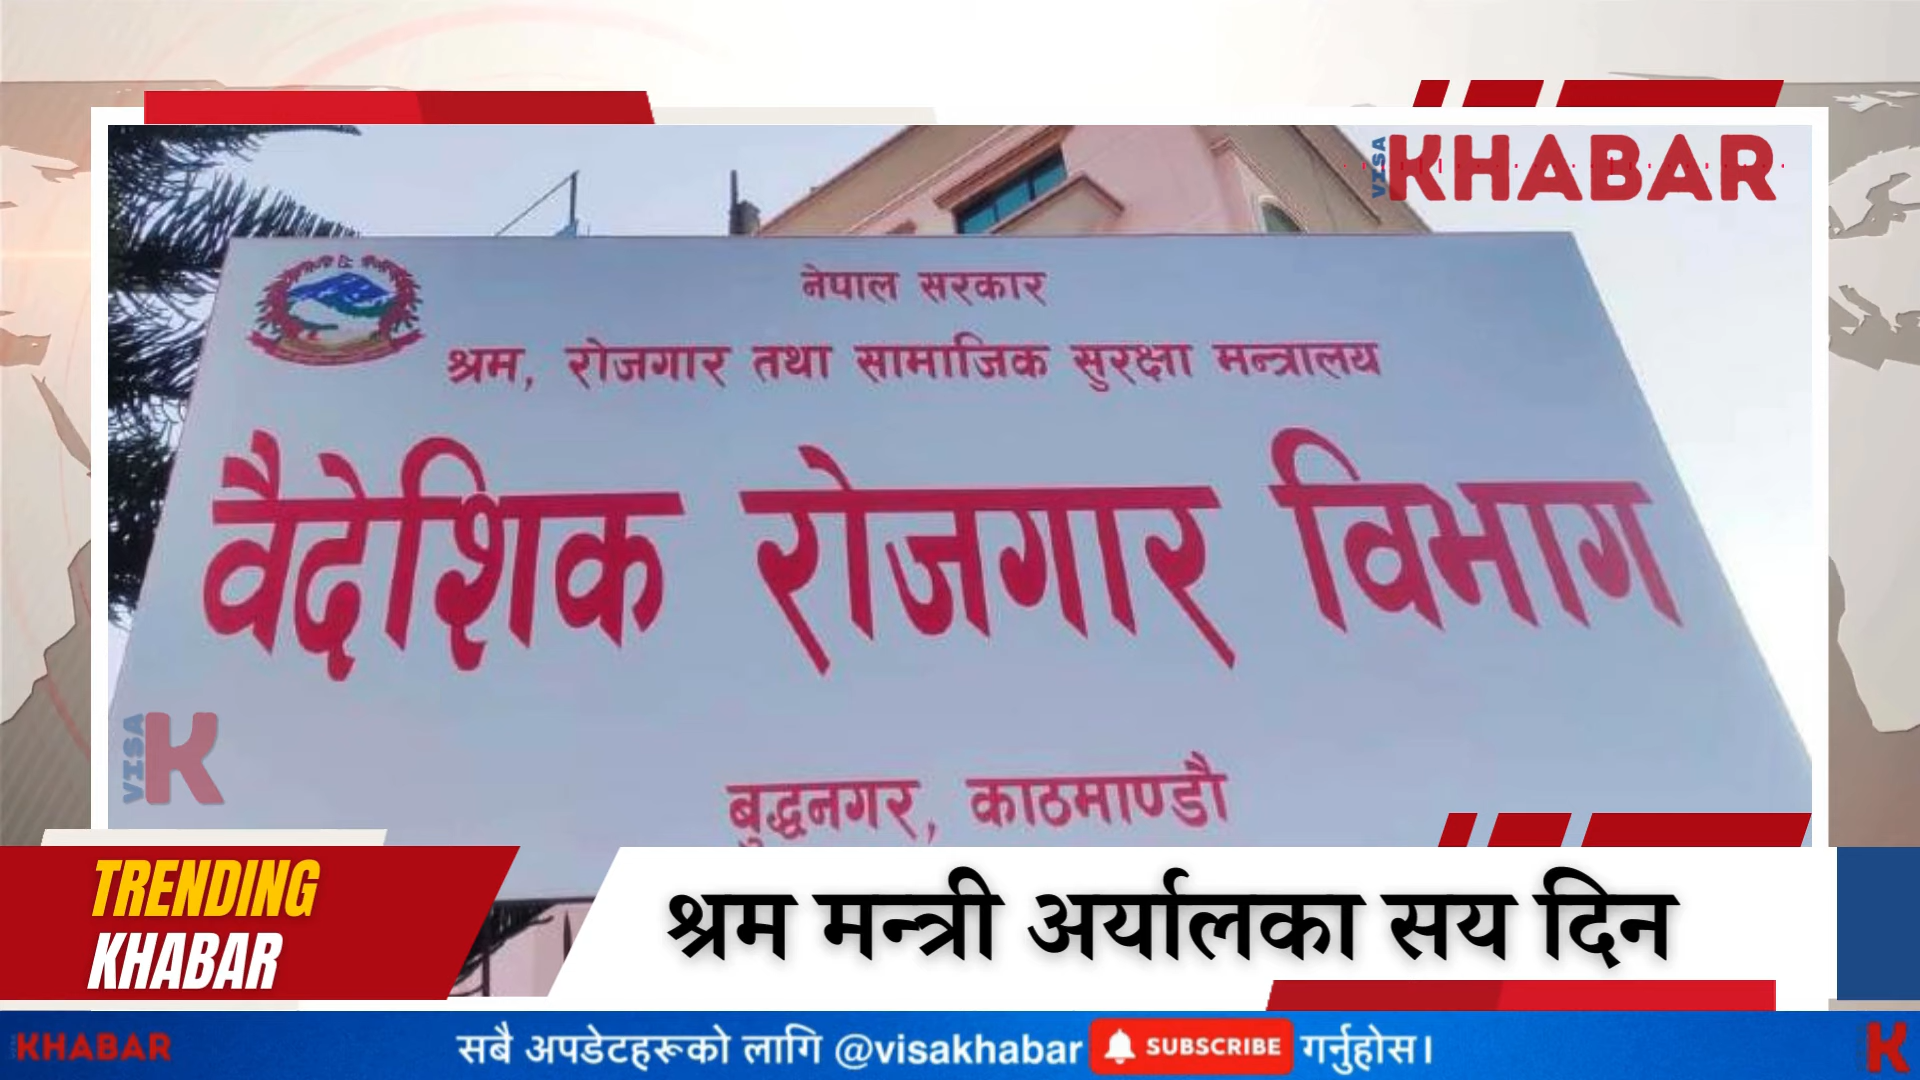 VISA KHABAR
नेपाल सरकार
श्रम, रोजगार तथा सामाजिक सुरक्षा मन्त्रालय
वैदेशिक रोजगार विभाग
बुद्धनगर, काठमाण्डौ
VISA K
TRENDING
KHABAR
श्रम मन्त्री अर्यालका सय दिन
KHABAR
सबै अपडेटहरूको लागि @visakhabar SUBSCRIBE गर्नुहोस।
K